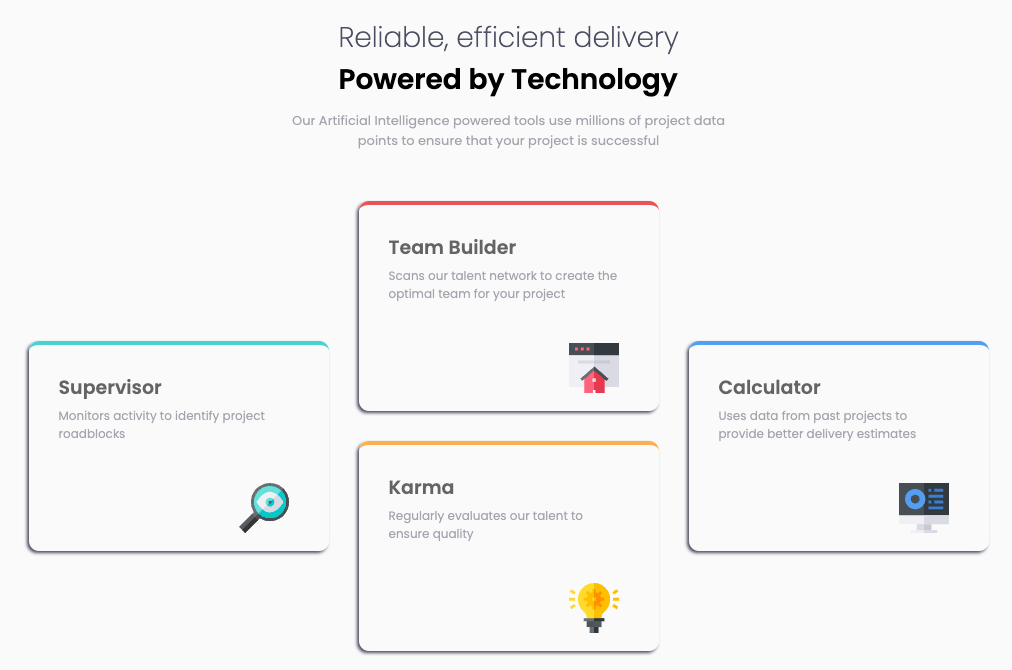 Reliable, efficient delivery
Powered by Technology
Our Artificial Intelligence powered tools use millions of project data
points to ensure that your project is successful
Team Builder
Scans our talent network to create the
optimal team for your project
Supervisor
Monitors activity to identify project
roadblocks
Karma
Regularly evaluates our talent to
ensure quality
Calculator
Uses data from past projects to
provide better delivery estimates